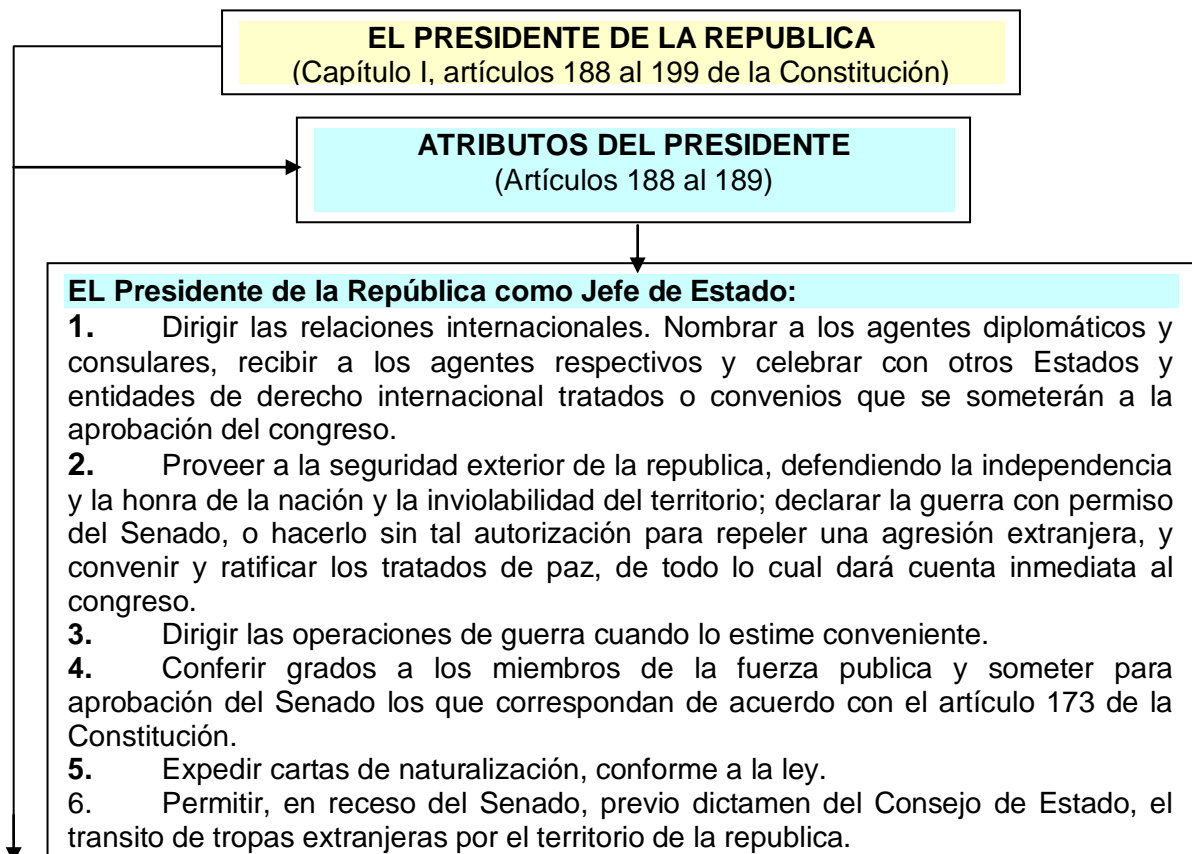 EL PRESIDENTE DE LA REPUBLICA
(Capítulo I, artículos 188 al 199 de la Constitución)
ATRIBUTOS DEL PRESIDENTE
(Artículos 188 al 189)
EL Presidente de la República como Jefe de Estado:
1. Dirigir las relaciones internacionales. Nombrar a los agentes diplomáticos y
consulares, recibir a los agentes respectivos y celebrar con otros Estados y
entidades de derecho internacional tratados o convenios que se someterán a la
aprobación del congreso.
2. Proveer a la seguridad exterior de la republica, defendiendo la independencia
y la honra de la nación y la inviolabilidad del territorio; declarar la guerra con permiso
del Senado, o hacerlo sin tal autorización para repeler una agresión extranjera, y
convenir y ratificar los tratados de paz, de todo lo cual dará cuenta inmediata al
congreso.
3. Dirigir las operaciones de guerra cuando lo estime conveniente.
4. Conferir grados a los miembros de la fuerza publica y someter para
aprobación del Senado los que correspondan de acuerdo con el artículo 173 de la
Constitución.
5. Expedir cartas de naturalización, conforme a la ley.
6. Permitir, en receso del Senado, previo dictamen del Consejo de Estado, el
transito de tropas extranjeras por el territorio de la republica.